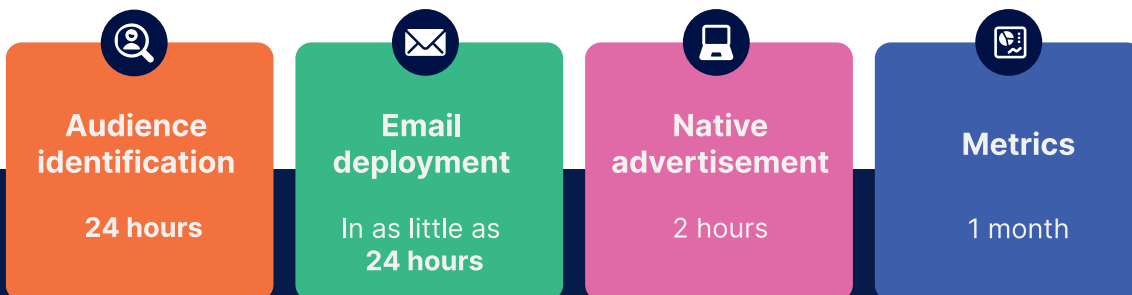 Audience
identification
24 hours
Email
deployment
In as little as
24 hours
Native
advertisement
2 hours
Metrics
1 month